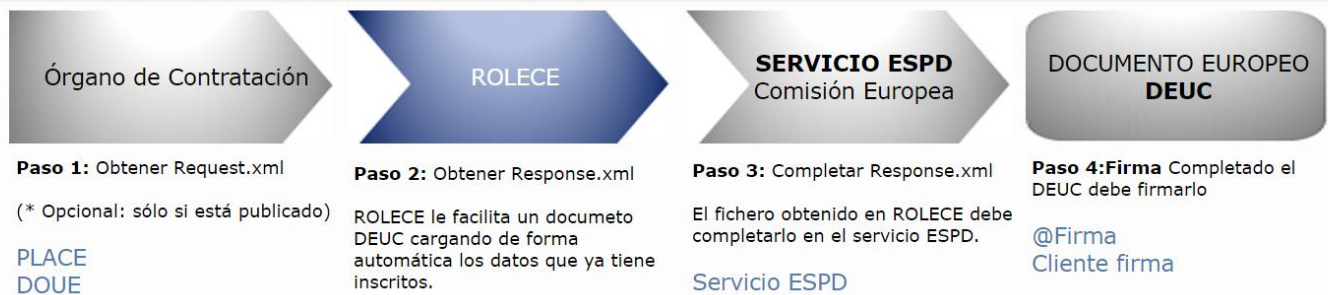 Órgano de Contratación
ROLECE
SERVICIO ESPD
Comisión Europea
DOCUMENTO EUROPEO
DEUC
Paso 1: Obtener Request.xml
(* Opcional: sólo si está publicado)
PLACE
DOUE
Paso 2: Obtener Response.xml
ROLECE le facilita un documeto
DEUC cargando de forma
automática los datos que ya tiene
inscritos.
Paso 3: Completar Response.xml
El fichero obtenido en ROLECE debe
completarlo en el servicio ESPD.
Servicio ESPD
Paso 4:Firma Completado el
DEUC debe firmarlo
@Firma
Cliente firma